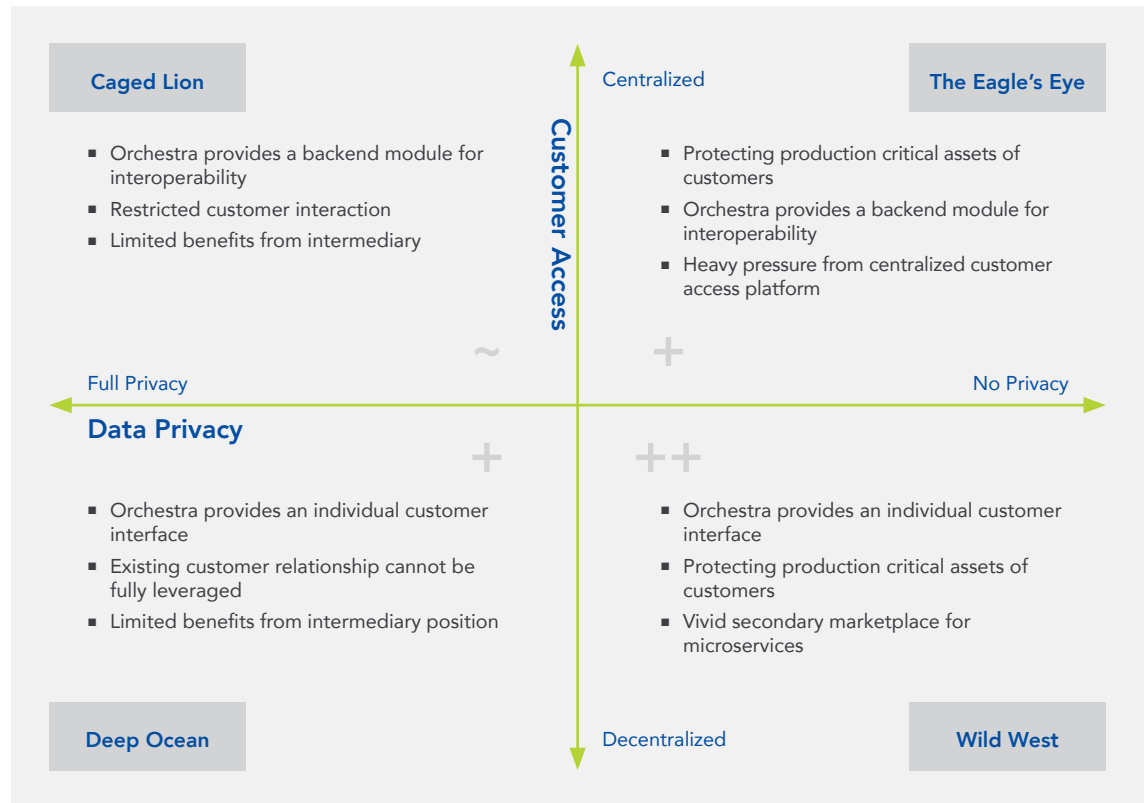 Caged Lion
Centralized
The Eagle's Eye
Customer Access
▪ Orchestra provides a backend module for
interoperability
▪ Restricted customer interaction
▪ Limited benefits from intermediary
▪ Protecting production critical assets of
customers
▪ Orchestra provides a backend module for
interoperability
▪ Heavy pressure from centralized customer
access platform
~
+
Full Privacy
No Privacy
Data Privacy
+
++
▪ Orchestra provides an individual customer
interface
▪ Existing customer relationship cannot be
fully leveraged
▪ Limited benefits from intermediary position
▪ Orchestra provides an individual customer
interface
▪ Protecting production critical assets of
customers
▪ Vivid secondary marketplace for
microservices
Deep Ocean
Decentralized
Wild West